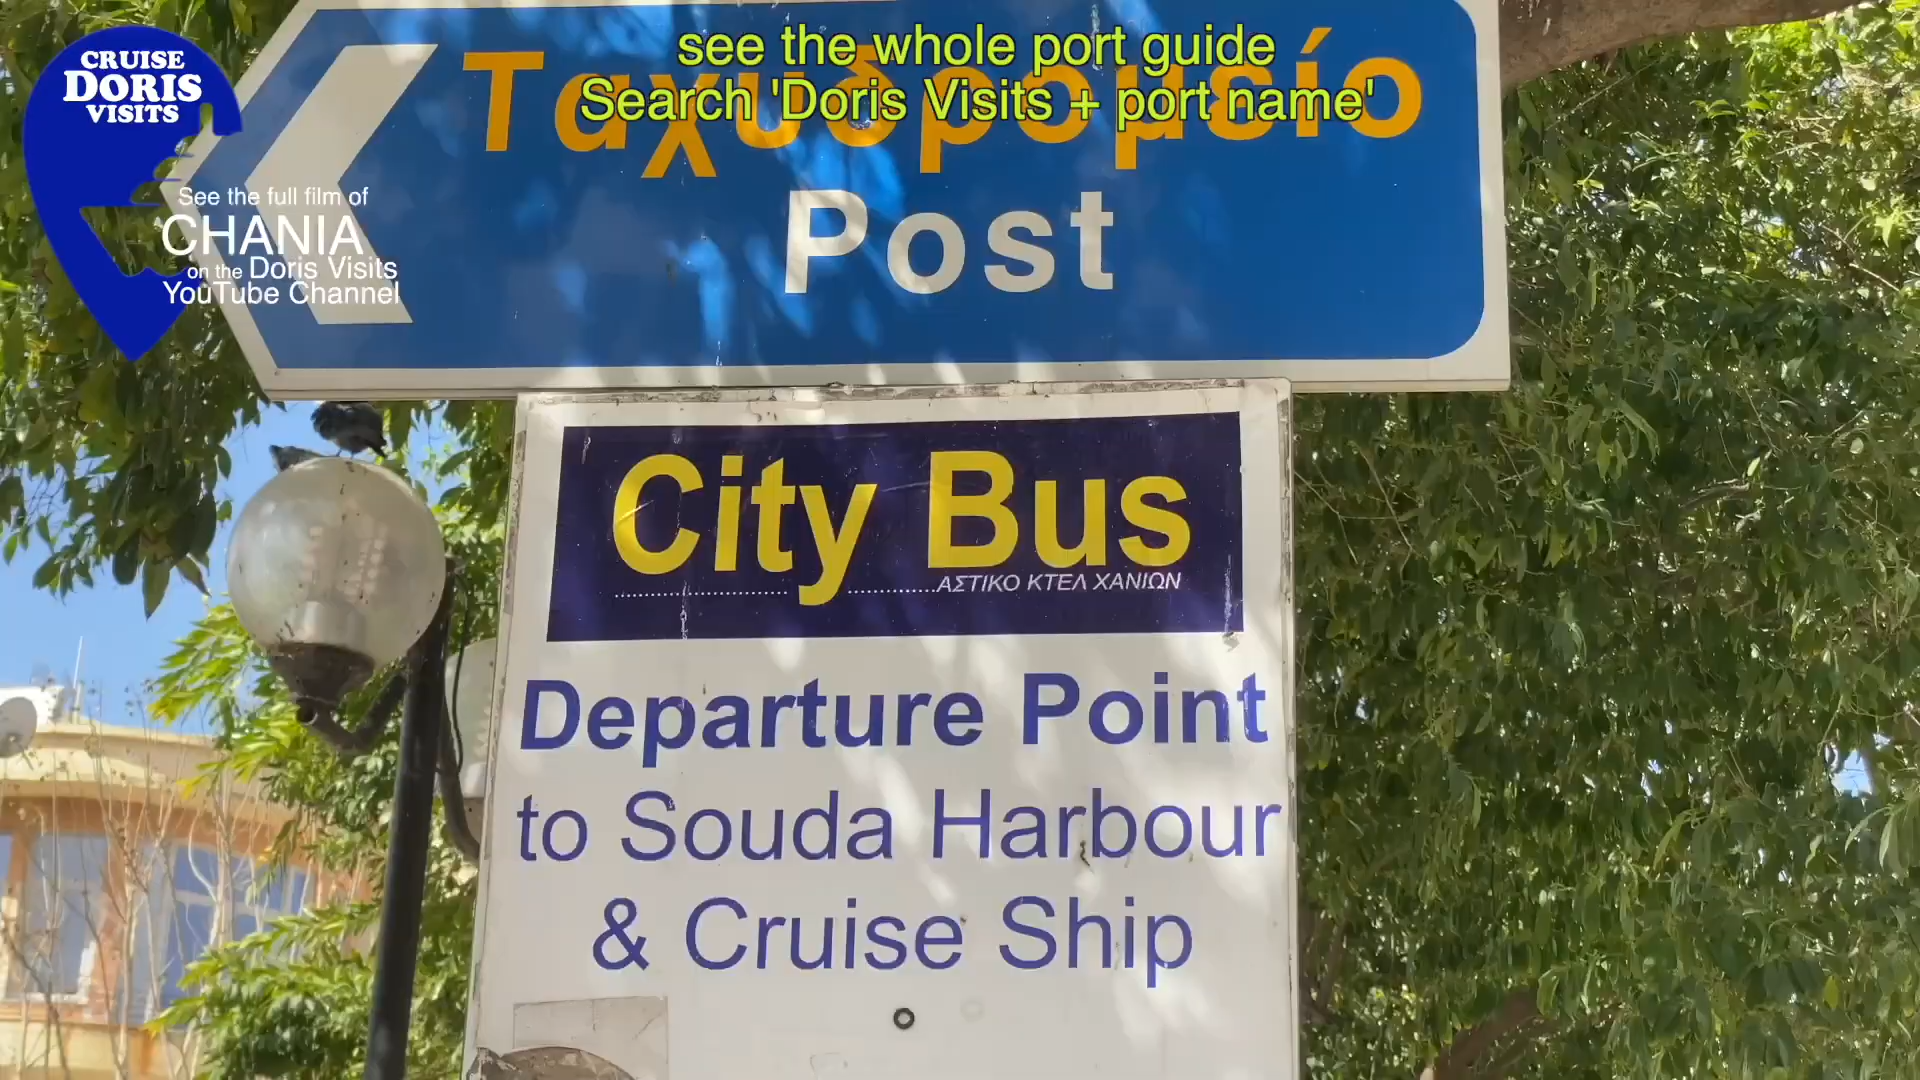 CRUISE
DORIS
VISITS
see the whole port guide
Search 'Doris Visits + port name'
See the full film of
CHANIA
on the Doris Visits
YouTube Channel
Ταχυδρομείο
Post
City Bus
ΑΣΤΙΚΟ ΚΤΕΛ ΧΑΝΙΩΝ
Departure Point
to Souda Harbour
& Cruise Ship